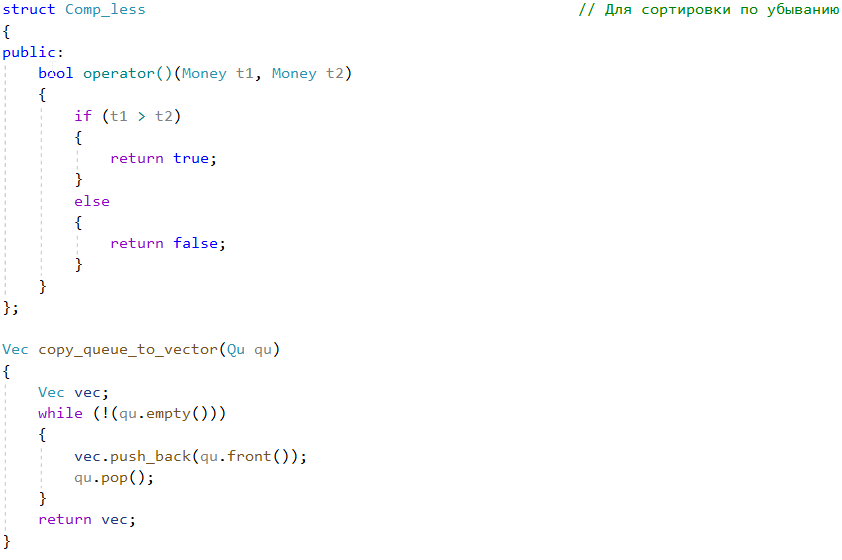 struct Comp_less // Для сортировки по убыванию
{
public:
    bool operator()(Money t1, Money t2)
    {
        if (t1 > t2)
        {
            return true;
        }
        else
        {
            return false;
        }
    }
};

Vec copy_queue_to_vector(Qu qu)
{
    Vec vec;
    while (!(qu.empty()))
    {
        vec.push_back(qu.front());
        qu.pop();
    }
    return vec;
}